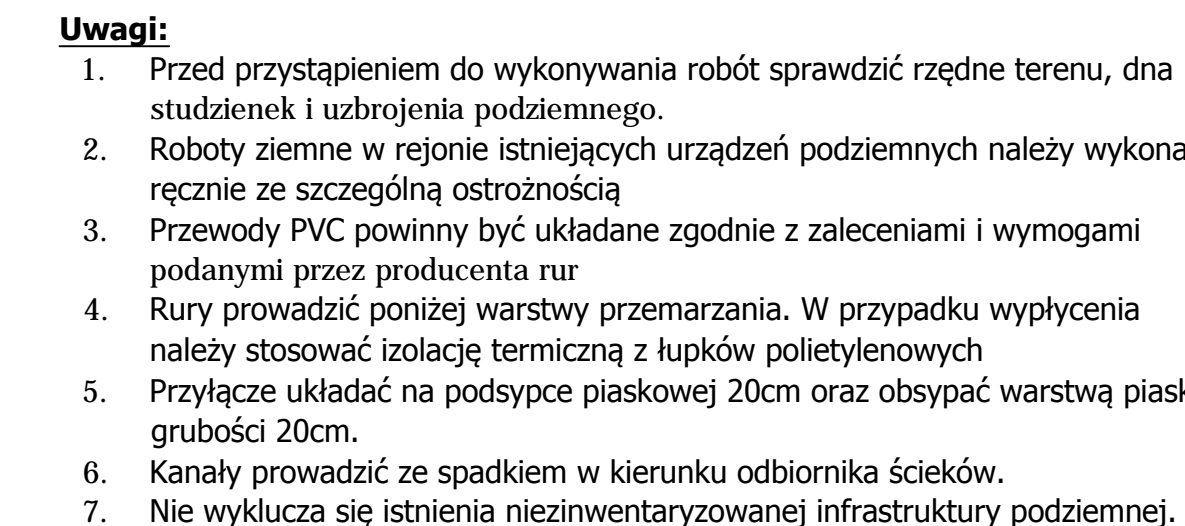 Uwagi:
1. Przed przystąpieniem do wykonywania robót sprawdzić rzędne terenu, dna
studzienek i uzbrojenia podziemnego.
2. Roboty ziemne w rejonie istniejących urządzeń podziemnych należy wykona
ręcznie ze szczególną ostrożnością
3. Przewody PVC powinny być układane zgodnie z zaleceniami i wymogami
podanymi przez producenta rur
4. Rury prowadzić poniżej warstwy przemarzania. W przypadku wypłycenia
należy stosować izolację termiczną z łupków polietylenowych
5. Przyłącze układać na podsypce piaskowej 20cm oraz obsypać warstwą piask
grubości 20cm.
6. Kanały prowadzić ze spadkiem w kierunku odbiornika ścieków.
7. Nie wyklucza się istnienia niezinwentaryzowanej infrastruktury podziemnej.